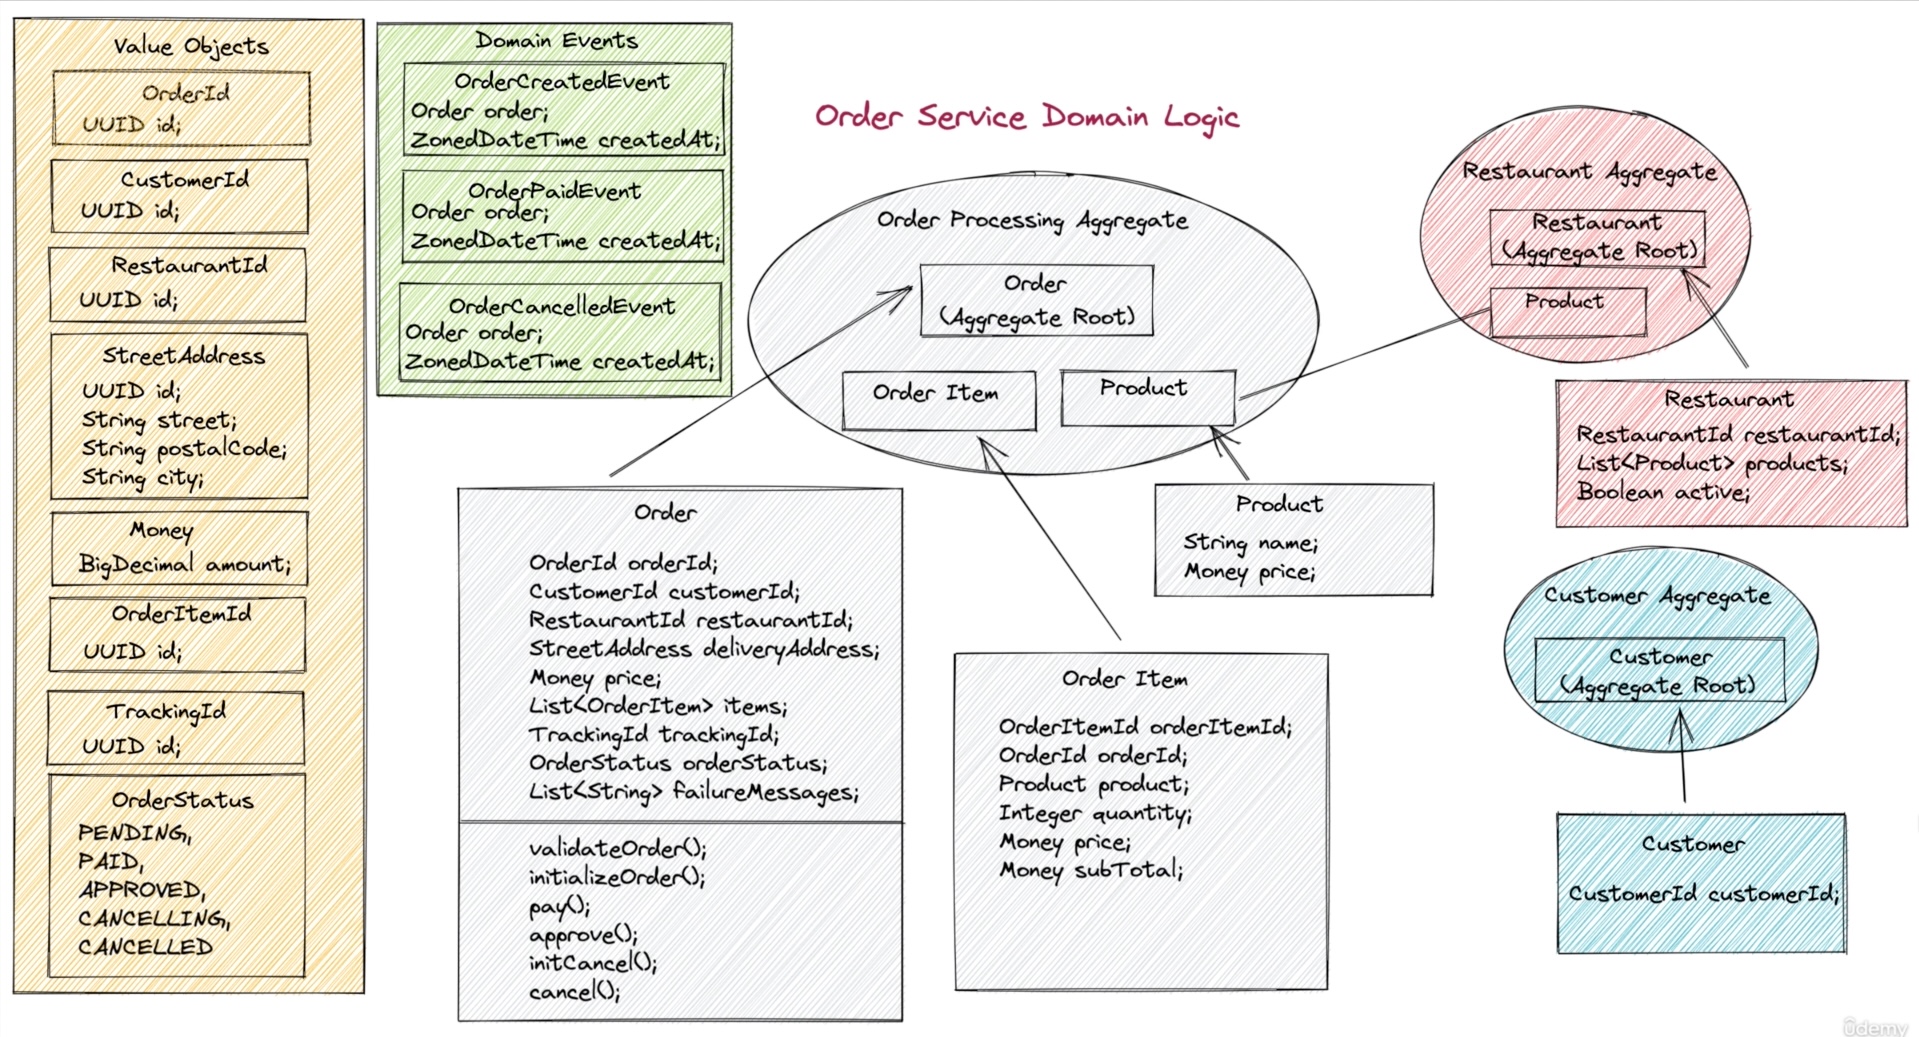 Value Objects
OrderId
UUID id;
CustomerId
UUID id;
RestaurantId
UUID id;
StreetAddress
UUID id;
String street;
String postalCode;
String city;
Money
BigDecimal amount;
OrderItemId
UUID id;
TrackingId
UUID id;
OrderStatus
PENDING,
PAID,
APPROVED,
CANCELLING,
CANCELLED
Domain Events
OrderCreatedEvent
Order order;
ZonedDateTime createdAt;
OrderPaidEvent
Order order;
ZonedDateTime createdAt;
OrderCancelledEvent
Order order;
ZonedDateTime createdAt;
Order Service Domain Logic
Order Processing Aggregate
Order
(Aggregate Root)
Order Item
Product
Restaurant Aggregate
Restaurant
(Aggregate Root)
Product
Order
OrderId orderId;
CustomerId customerId;
RestaurantId restaurantId;
StreetAddress deliveryAddress;
Money price;
List<OrderItem> items;
TrackingId trackingId;
OrderStatus orderStatus;
List<String> failureMessages;
validateOrder();
initializeOrder();
pay();
approve();
initCancel();
cancel();
Product
String name;
Money price;
Order Item
OrderItemId orderItemId;
OrderId orderId;
Product product;
Integer quantity;
Money price;
Money subTotal;
Restaurant
RestaurantId restaurantId;
List<Product> products;
Boolean active;
Customer Aggregate
Customer
(Aggregate Root)
Customer
CustomerId customerId;
ûdemy